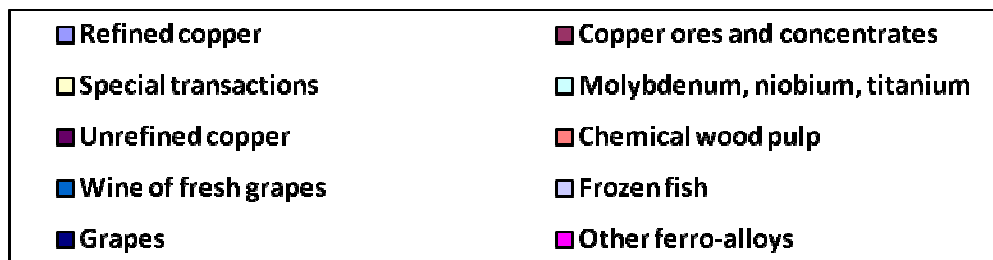 Refined copper Copper ores and concentrates
Special transactions Molybdenum, niobium, titanium
Unrefined copper Chemical wood pulp
Wine of fresh grapes Frozen fish
Grapes Other ferro-alloys